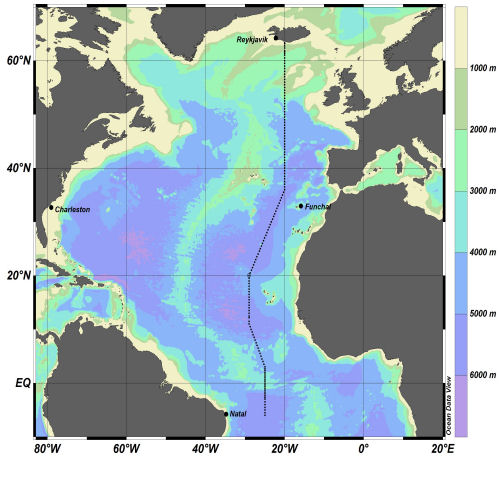 Reykjavik
60°N
1000 m
2000 m
40°N
3000 m
Charleston
Funchal
4000 m
20°N
5000 m
6000 m
EQ
Natal
Ocean Data View
80°W
60°W
40°W
20°W
0°
20°E